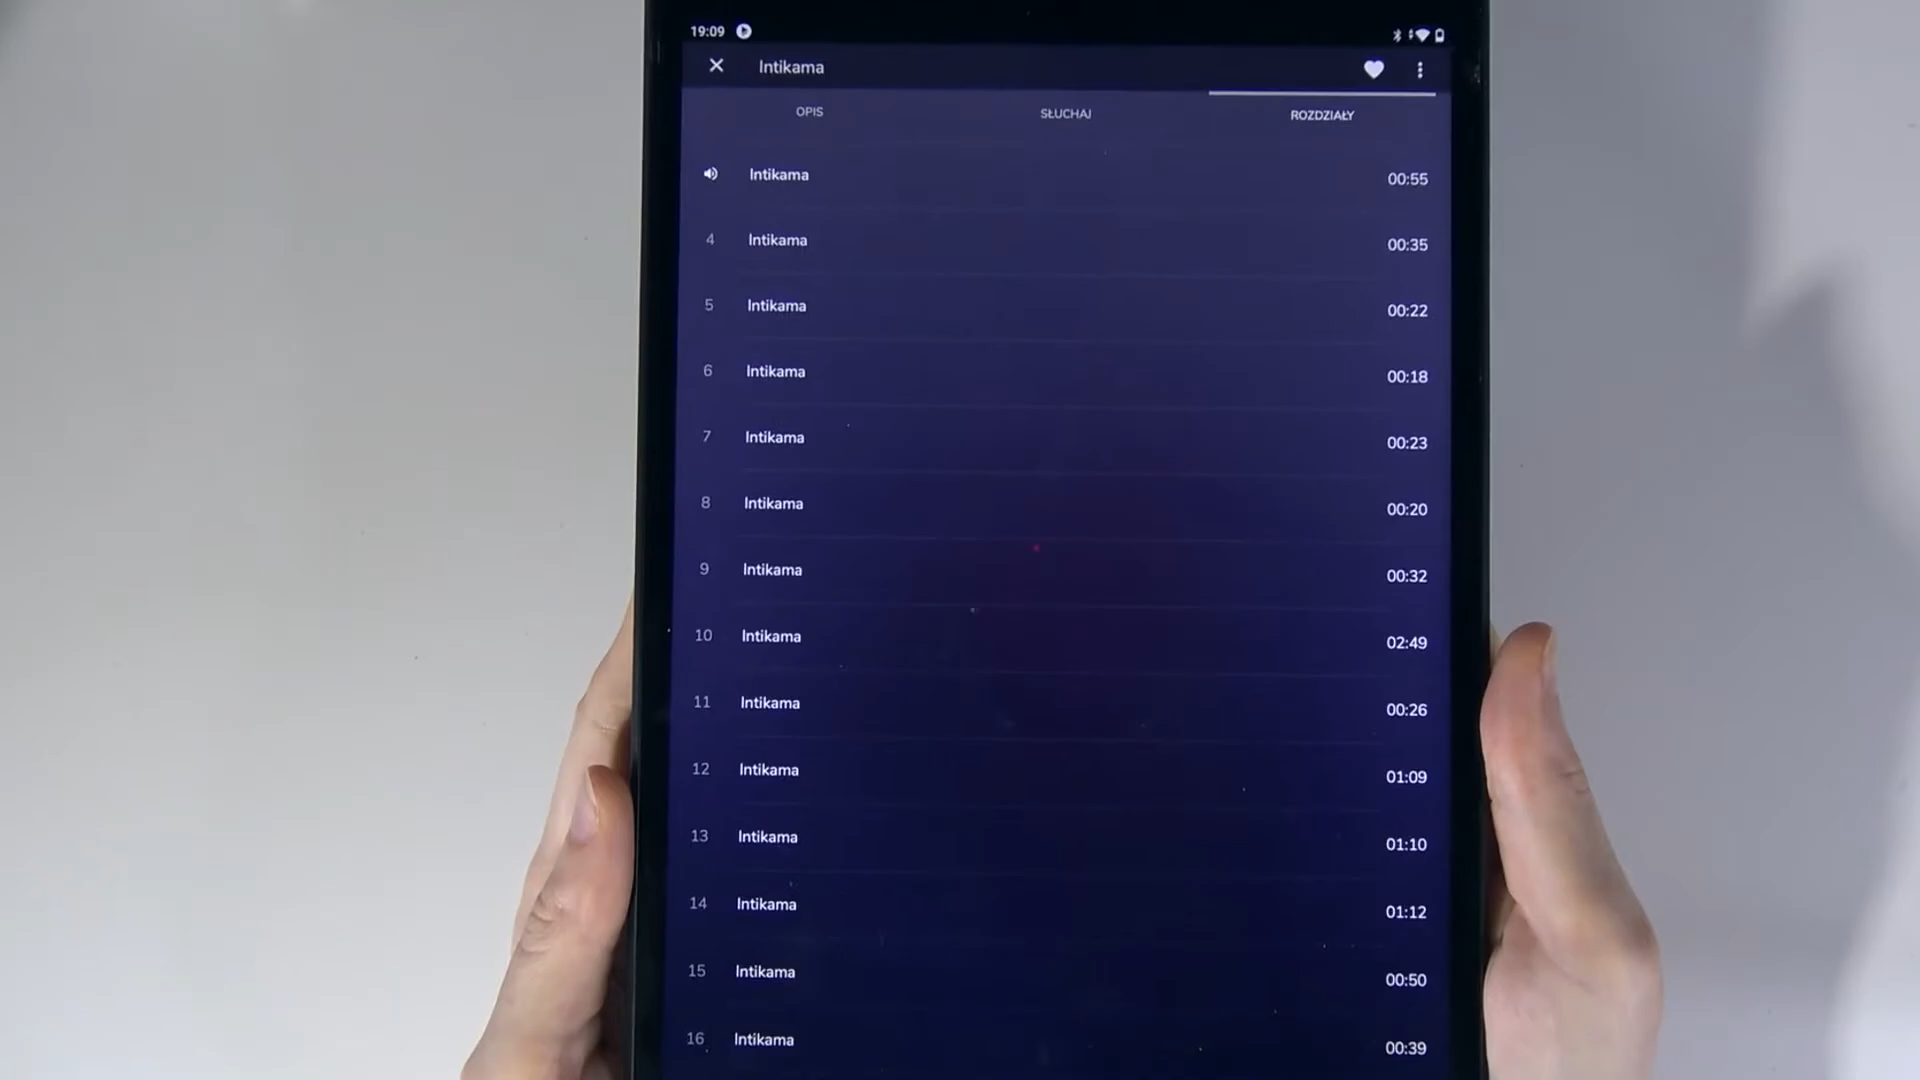 19:09
Intikama
OPIS SŁUCHAJ ROZDZIAŁY
Intikama 00:55
4 Intikama 00:35
5 Intikama 00:22
6 Intikama 00:18
7 Intikama 00:23
8 Intikama 00:20
9 Intikama 00:32
10 Intikama 02:49
11 Intikama 00:26
12 Intikama 01:09
13 Intikama 01:10
14 Intikama 01:12
15 Intikama 00:50
16 Intikama 00:39